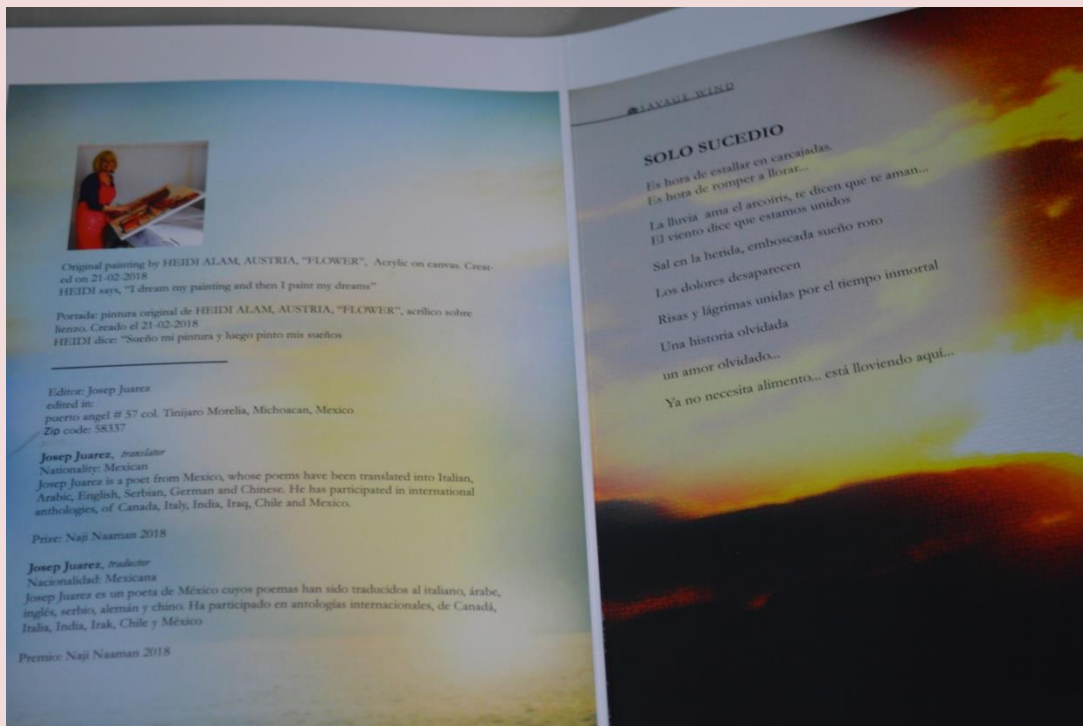 Original painting by HEIDI ALAM, AUSTRIA, "FLOWER", Acrylic on canvas. Creat-
ed on 21-02-2018
HEIDI says, "I dream my painting and then I paint my dreams"
Portada: pintura original de HEIDI ALAM, AUSTRIA, "FLOWER", acrílico sobre
lienzo. Creado el 21-02-2018
HEIDI dice: "Sueño mi pintura y luego pinto mis sueños
Editor: Josep Juarez
edited in:
puerto angel # 57 col. Tinijaro Morelia, Michoacan, Mexico
Zip code: 58337
Josep Juarez, translator
Nationality: Mexican
Josep Juarez is a poet from Mexico, whose poems have been translated into Italian,
Arabic, English, Serbian, German and Chinese. He has participated in international
anthologies, of Canada, Italy, India, Iraq, Chile and Mexico.
Prize: Naji Naaman 2018
Josep Juarez, traductor
Nacionalidad: Mexicana
Josep Juarez es un poeta de México cuyos poemas han sido traducidos al italiano, árabe,
inglés, serbio, alemán y chino. Ha participado en antologías internacionales, de Canadá,
Italia, India, Irak, Chile y México
Premio: Naji Naaman 2018
SAVAGE WIND
SOLO SUCEDIO
Es hora de estallar en carcajadas.
Es hora de romper a llorar...
La lluvia ama el arcoíris, te dicen que te aman...
El viento dice que estamos unidos
Sal en la herida, emboscada sueño roto
Los dolores desaparecen
Risas y lágrimas unidas por el tiempo inmortal
Una historia olvidada
un amor olvidado...
Ya no necesita alimento... está lloviendo aquí...